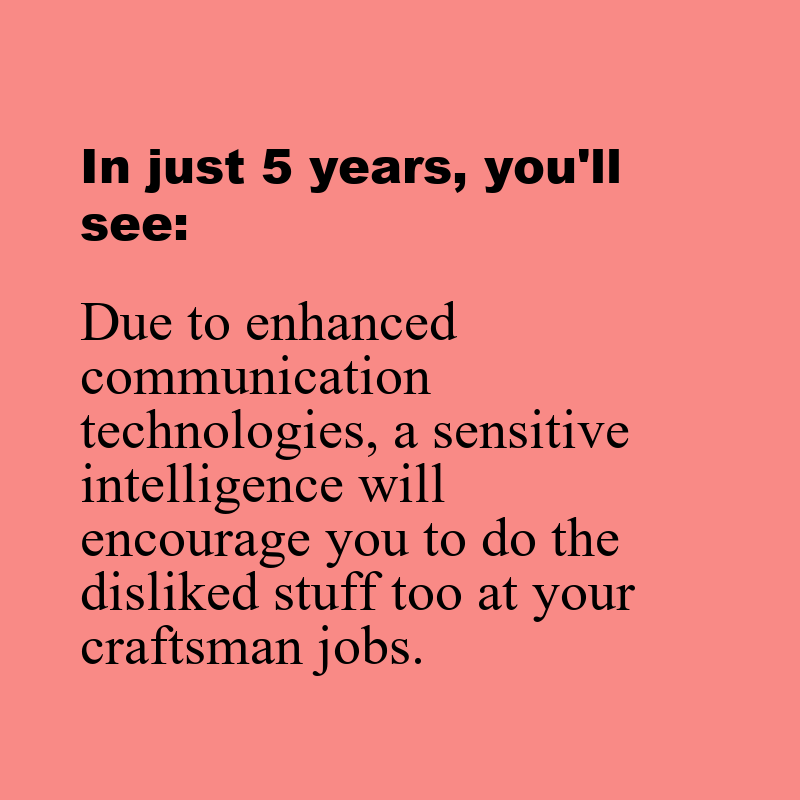 In just 5 years, you'll
see:
Due to enhanced
communication
technologies, a sensitive
intelligence will
encourage you to do the
disliked stuff too at your
craftsman jobs.